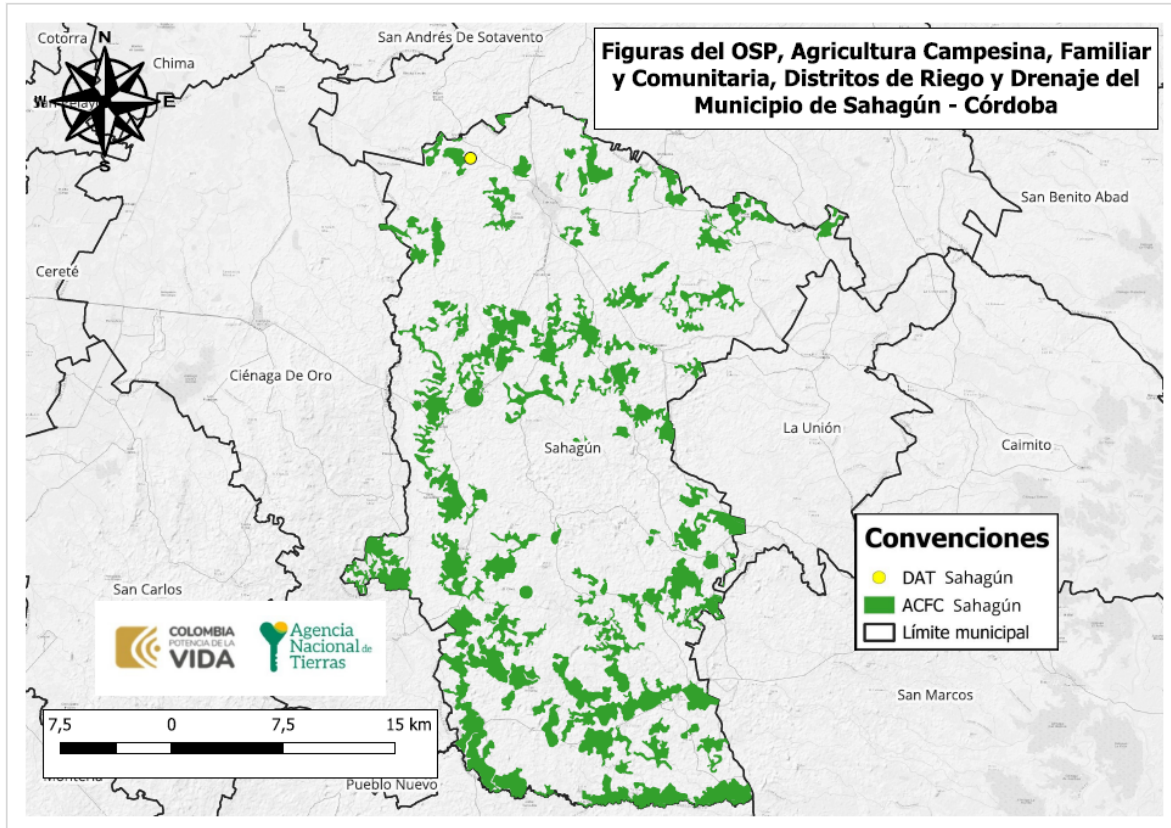 Cotorra
San Andrés De Sotavento
N
Chima
Figuras del OSP, Agricultura Campesina, Familiar
y Comunitaria, Distritos de Riego y Drenaje del
Municipio de Sahagún - Córdoba
W
E
S
San Benito Abad
Cereté
Ciénaga De Oro
La Unión
Sahagún
Caimito
Convenciones
DAT Sahagún
ACFC Sahagún
Límite municipal
San Carlos
COLOMBIA
POTENCIA DE LA
VIDA
Agencia
Nacional de
Tierras
San Marcos
7,5 0 7,5 15 km
Pueblo Nuevo